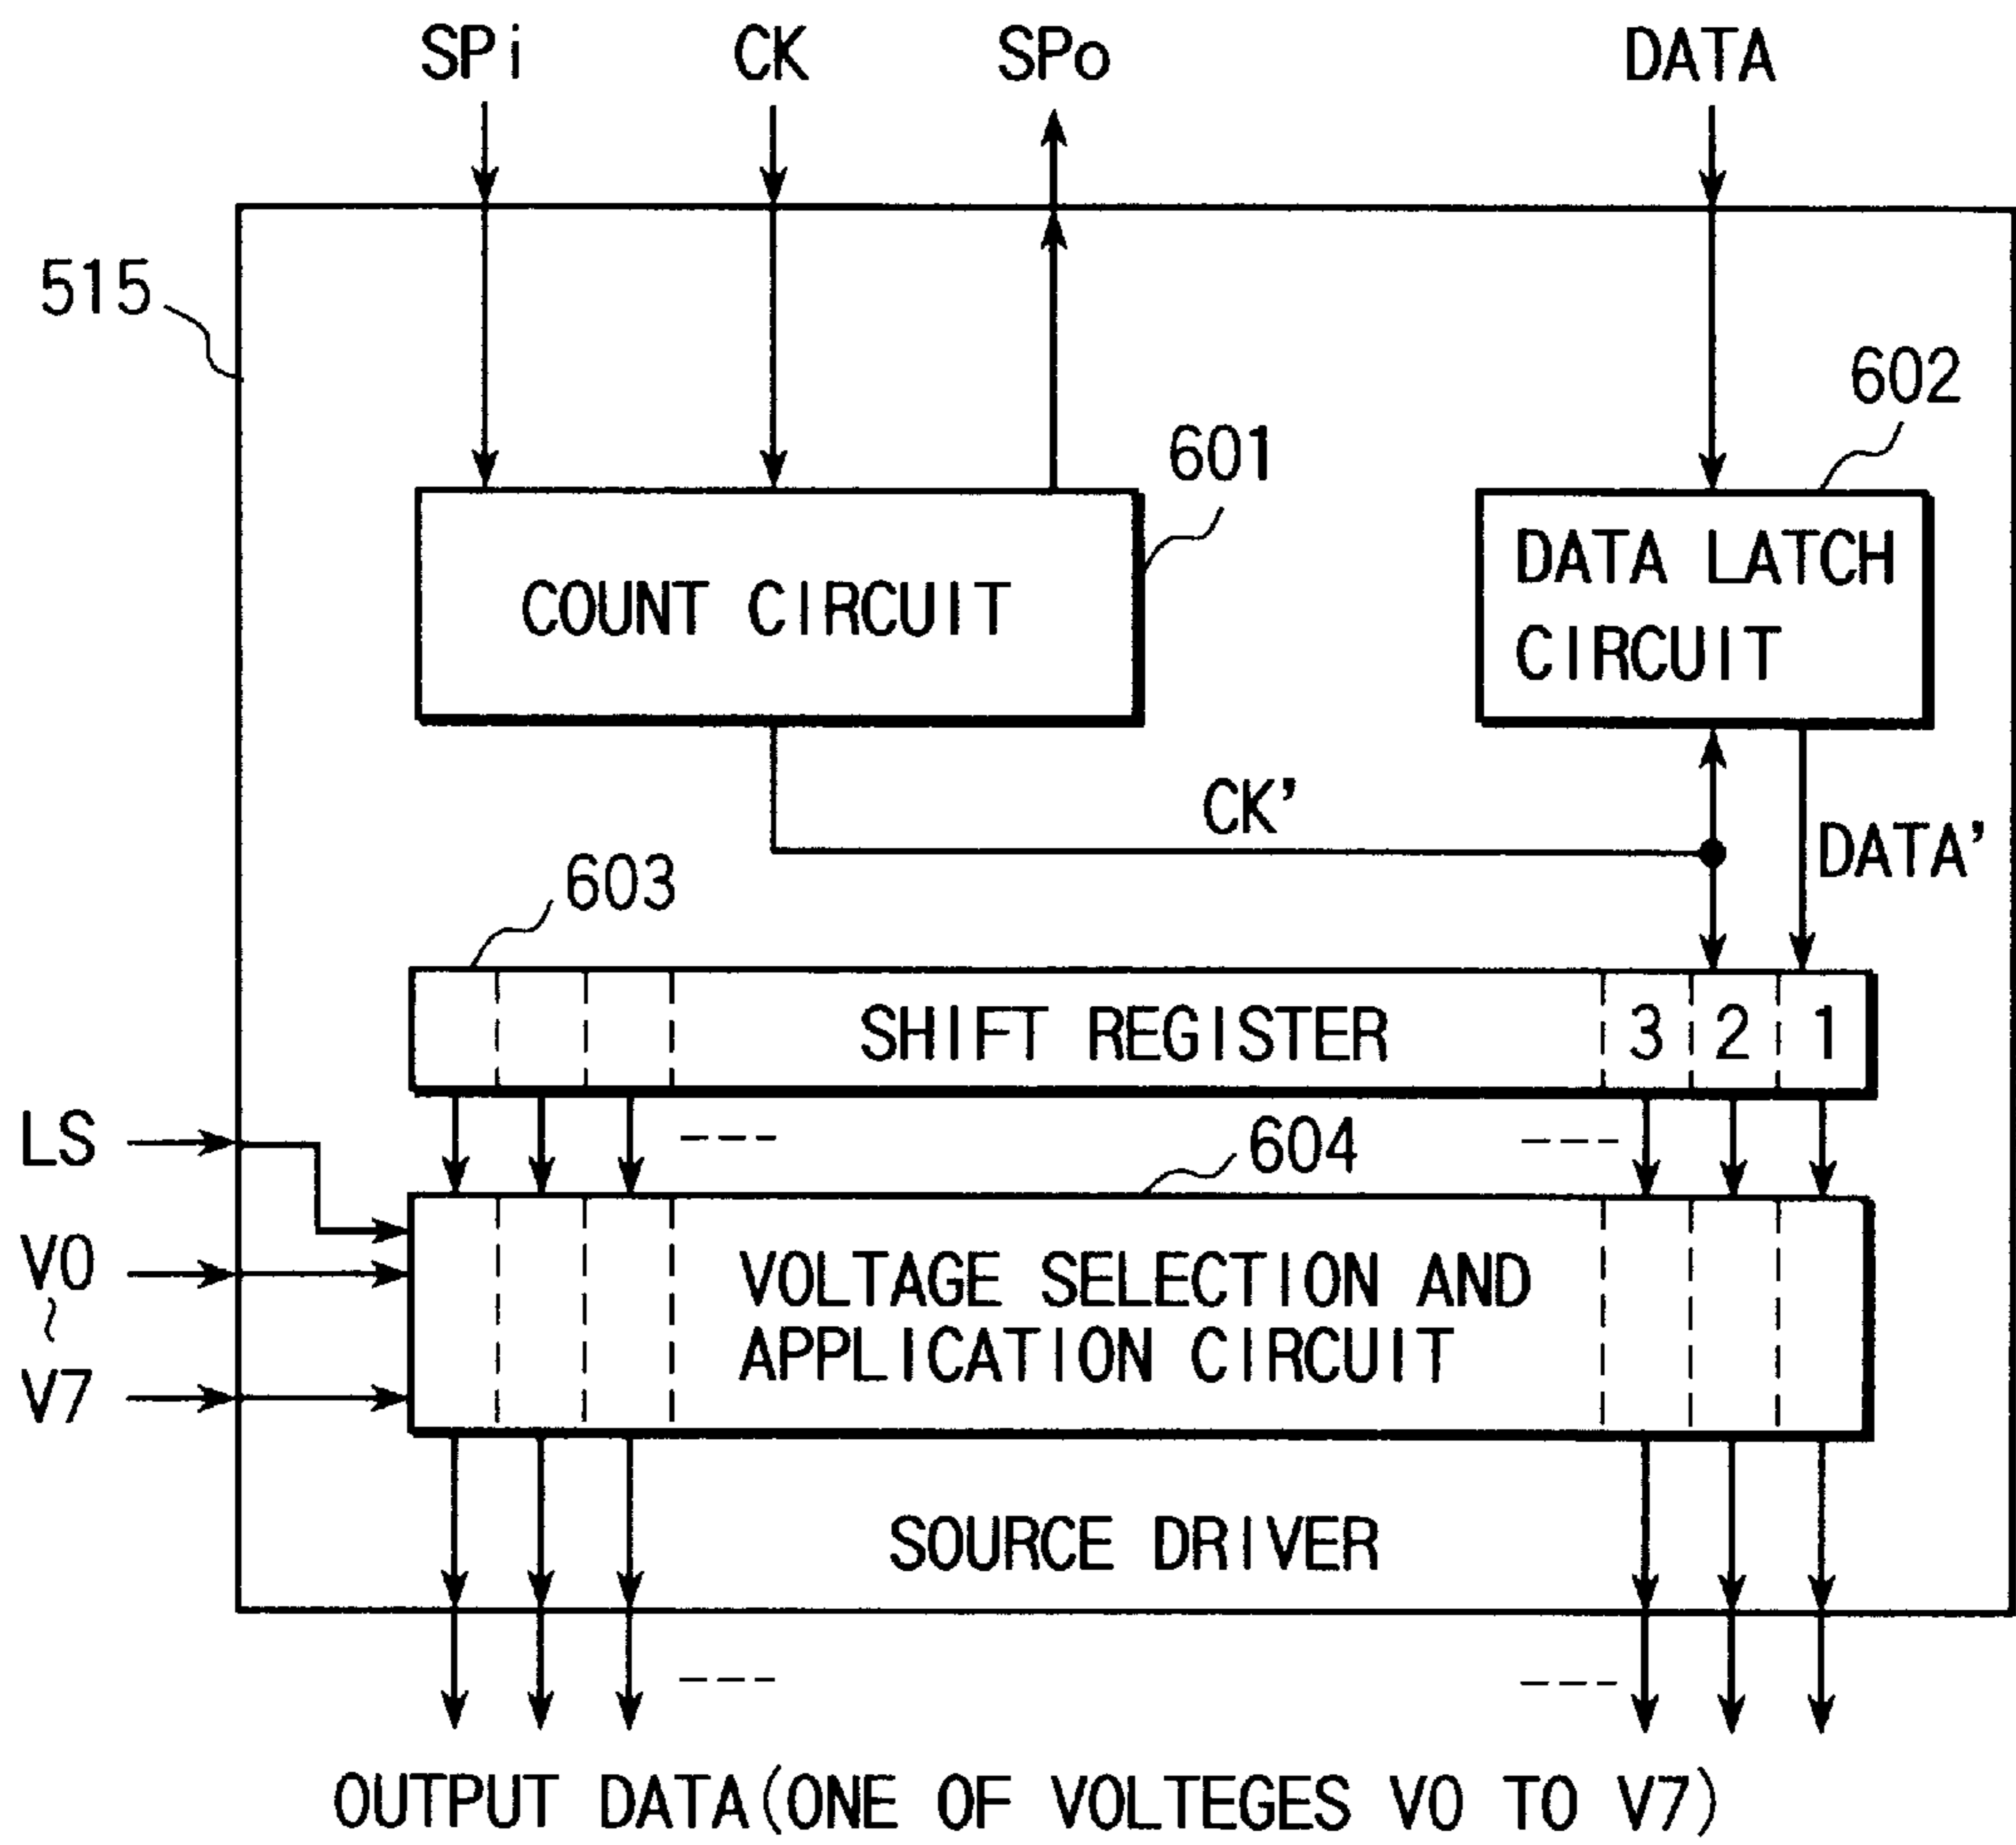 SPi CK SPo DATA
515
602
601
DATA LATCH
CIRCUIT
COUNT CIRCUIT
CK'
DATA'
603
SHIFT REGISTER 3 2 1
LS
604
V0
~
V7
VOLTAGE SELECTION AND
APPLICATION CIRCUIT
SOURCE DRIVER
OUTPUT DATA(ONE OF VOLTEGES V0 TO V7)